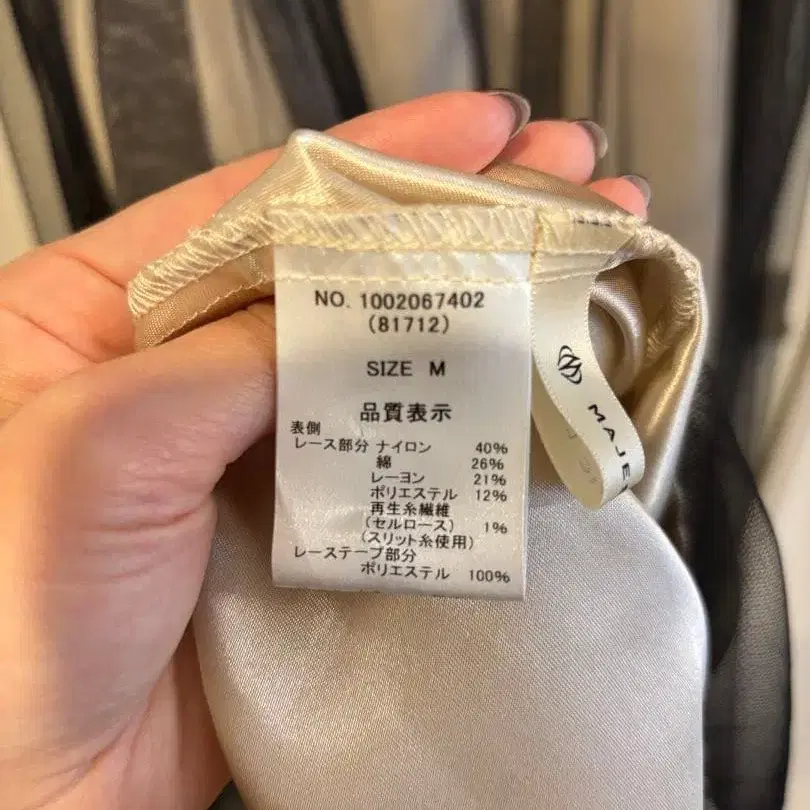 NO. 1002067402
(81712)
SIZE M
品質表示
表側
レース部分 ナイロン 40%
綿 26%
レーヨン 21%
ポリエステル 12%
再生糸繊維
(セルロース) 1%
(スリット糸使用)
レーステープ部分
ポリエステル 100%
MAJE